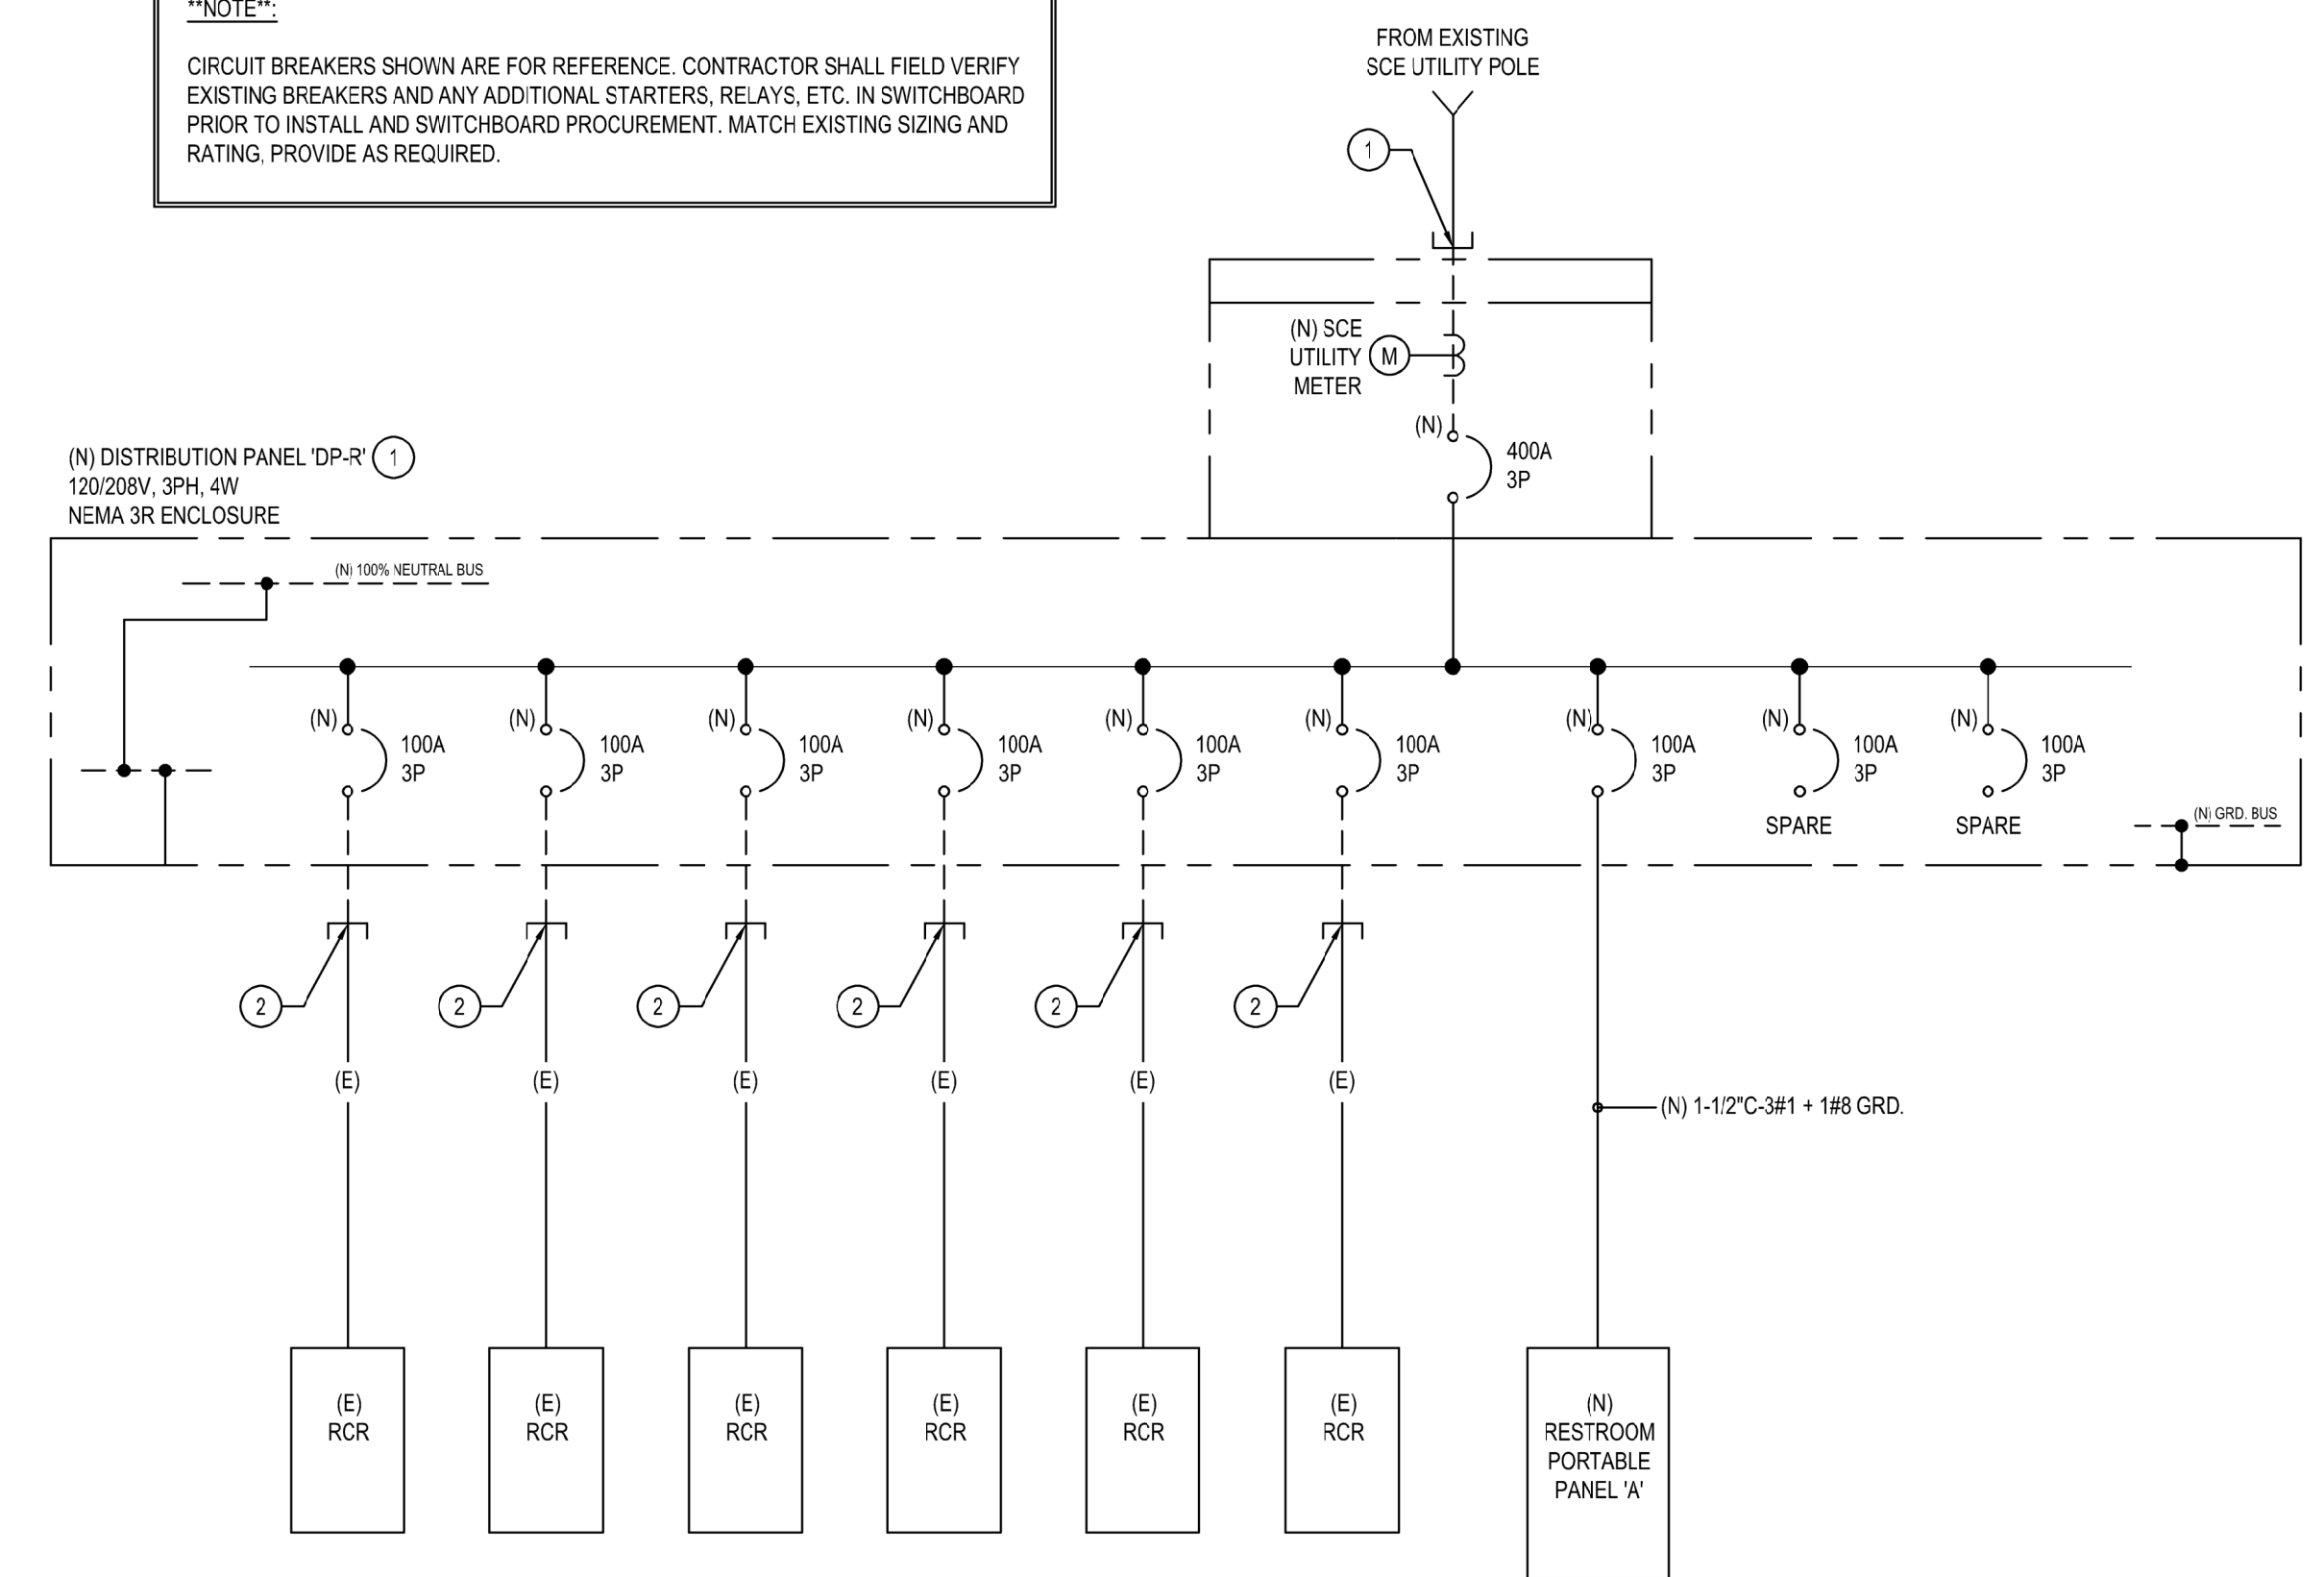 **NOTE**:
CIRCUIT BREAKERS SHOWN ARE FOR REFERENCE. CONTRACTOR SHALL FIELD VERIFY
EXISTING BREAKERS AND ANY ADDITIONAL STARTERS, RELAYS, ETC. IN SWITCHBOARD
PRIOR TO INSTALL AND SWITCHBOARD PROCUREMENT. MATCH EXISTING SIZING AND
RATING, PROVIDE AS REQUIRED.
FROM EXISTING
SCE UTILITY POLE
1
(N) SCE
UTILITY
METER
M
(N)
400A
3P
(N) DISTRIBUTION PANEL 'DP-R'
1
120/208V, 3PH, 4W
NEMA 3R ENCLOSURE
(N) 100% NEUTRAL BUS
(N)
100A
3P
(N)
100A
3P
(N)
100A
3P
(N)
100A
3P
(N)
100A
3P
(N)
100A
3P
(N)
100A
3P
(N)
100A
3P
SPARE
(N)
100A
3P
SPARE
(N) GRD. BUS
2
2
2
2
2
2
(E)
(E)
(E)
(E)
(E)
(E)
(N) 1-1/2"C-3#1 + 1#8 GRD.
(E)
RCR
(E)
RCR
(E)
RCR
(E)
RCR
(E)
RCR
(E)
RCR
(N)
RESTROOM
PORTABLE
PANEL 'A'